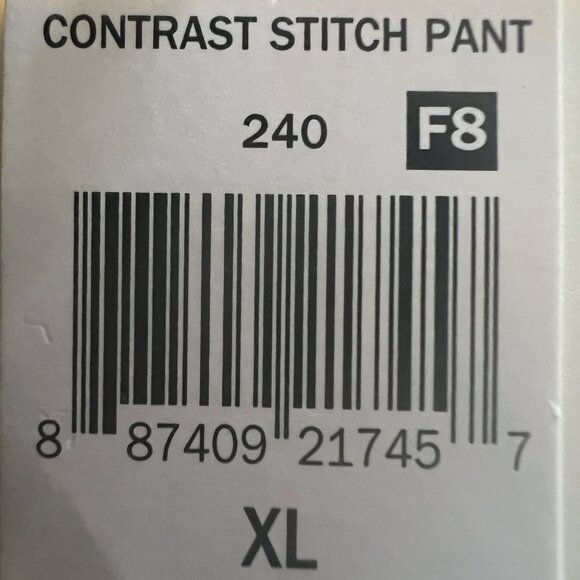 CONTRAST STITCH PANT
240 F8
8 87409 21745 7
XL